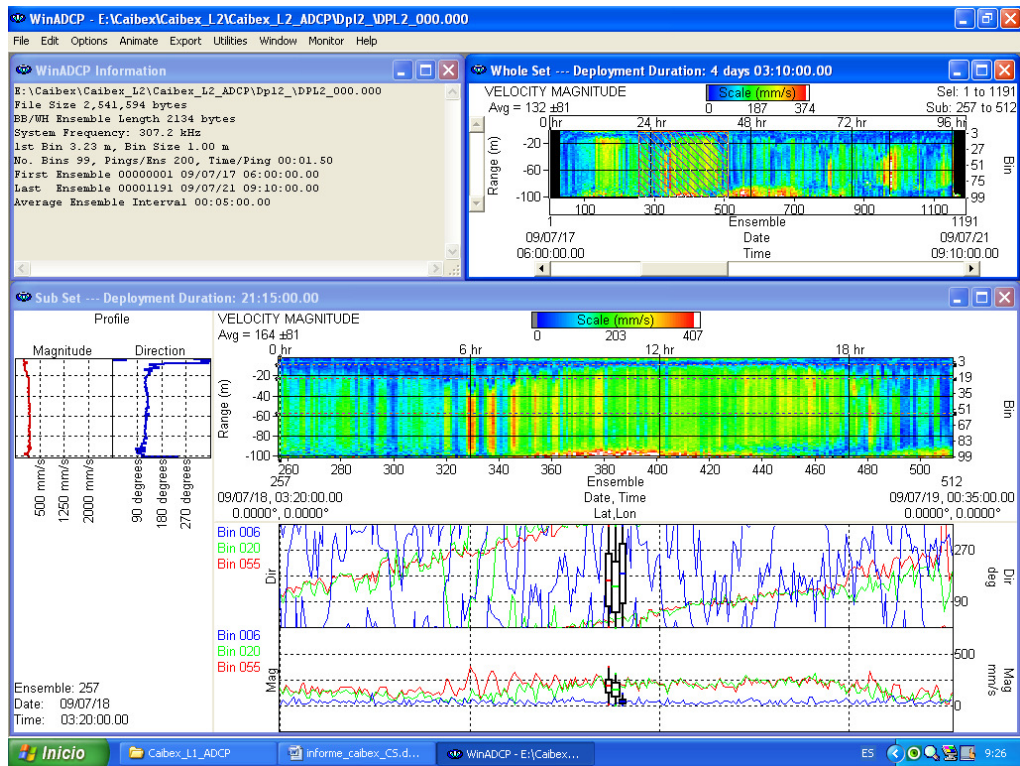 WinADCP - E:\Caibex\Caibex_L2\Caibex_L2_ADCP\Dpl2_\DPL2_000.000
File Edit Options Animate Export Utilities Window Monitor Help
WinADCP Information
E:\Caibex\Caibex_L2\Caibex_L2_ADCP\Dpl2_\DPL2_000.000
File Size 2,541,594 bytes
BB/WH Ensemble Length 2134 bytes
System Frequency: 307.2 kHz
1st Bin 3.23 m, Bin Size 1.00 m
No. Bins 99, Pings/Ens 200, Time/Ping 00:01.50
First Ensemble 00000001 09/07/17 06:00:00.00
Last Ensemble 00001191 09/07/21 09:10:00.00
Average Ensemble Interval 00:05:00.00
Whole Set --- Deployment Duration: 4 days 03:10:00.00
VELOCITY MAGNITUDE
Scale (mm/s)
Sel: 1 to 1191
Avg = 132 ±81
0 187 374
Sub: 257 to 512
0 hr 24 hr 48 hr 72 hr 96 h
Range (m)
-20
-60
-100
3
27
51
75
99
Bin
100 300 500 700 900 1100
1 Ensemble 1191
09/07/17 Date 09/07/21
06:00:00.00 Time 09:10:00.00
Sub Set --- Deployment Duration: 21:15:00.00
Profile
Magnitude Direction
500 mm/s
1250 mm/s
2000 mm/s
90 degrees
180 degrees
270 degrees
VELOCITY MAGNITUDE
Scale (mm/s)
Avg = 164 ±81
0 203 407
0 hr 6 hr 12 hr 18 hr
Range (m)
-20
-40
-60
-80
-100
3
19
35
51
67
83
99
Bin
260 280 300 320 340 360 380 400 420 440 460 480 500
257 Ensemble 512
09/07/18, 03:20:00.00 Date, Time 09/07/19, 00:35:00.00
0.0000°, 0.0000° Lat,Lon 0.0000°, 0.0000°
Bin 006
Bin 020
Bin 055
Dir
270
90
Dir
deg
Bin 006
Bin 020
Bin 055
Mag
500
0
Mag
mm/s
Ensemble: 257
Date: 09/07/18
Time: 03:20:00.00
Inicio
Caibex_L1_ADCP
informe_caibex_CS.d...
WinADCP - E:\Caibex...
ES
9:26